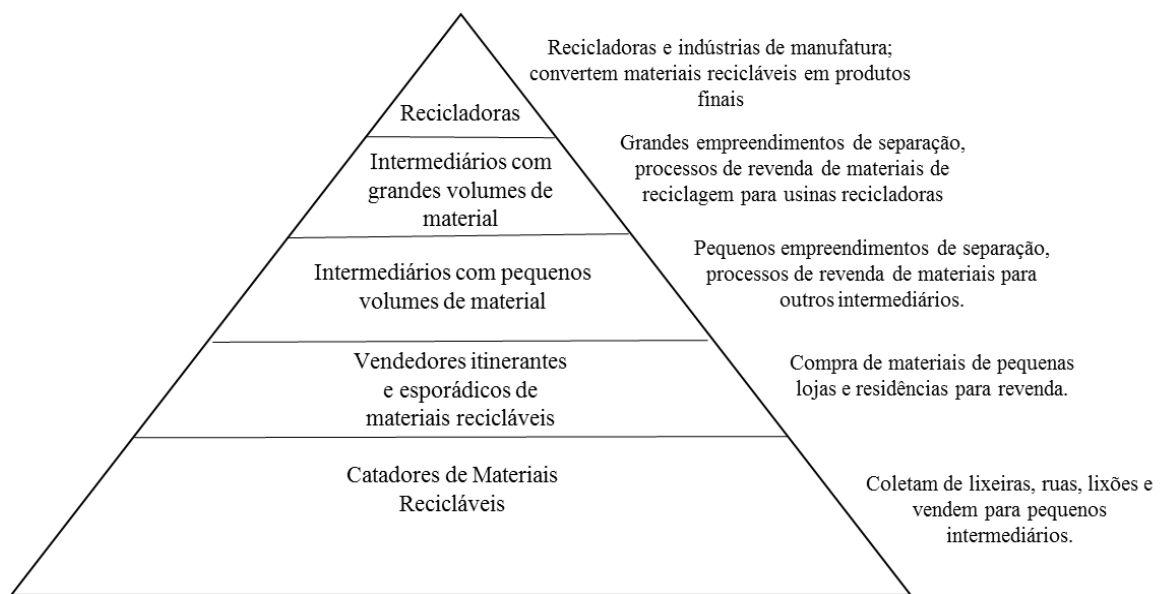 Recicladoras e indústrias de manufatura;
convertem materiais recicláveis em produtos
finais
Recicladoras
Grandes empreendimentos de separação,
processos de revenda de materiais de
reciclagem para usinas recicladoras
Intermediários com
grandes volumes de
material
Pequenos empreendimentos de separação,
processos de revenda de materiais para
outros intermediários.
Intermediários com pequenos
volumes de material
Compra de materiais de pequenas
lojas e residências para revenda.
Vendedores itinerantes
e esporádicos de
materiais recicláveis
Catadores de Materiais
Recicláveis
Coletam de lixeiras, ruas, lixões e
vendem para pequenos
intermediários.